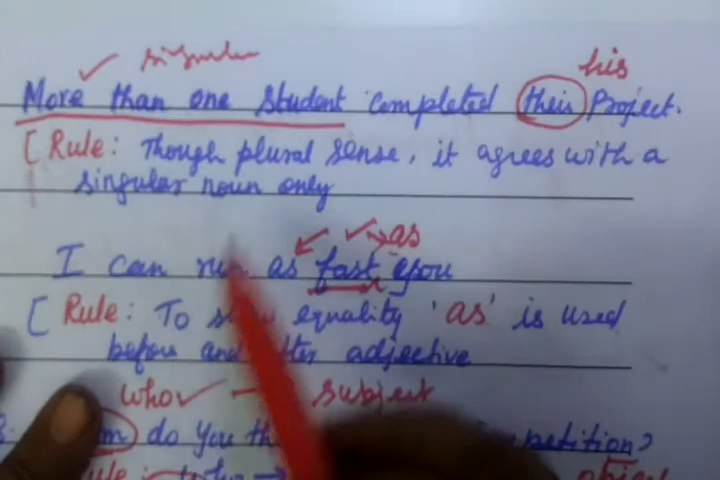 singular his
More than one student completed their Project.
[ Rule: Though plural sense, it agrees with a
singular noun only
as
I can run as fast you
[ Rule: To show equality 'as' is used
before and after adjective
who subject
do you
object